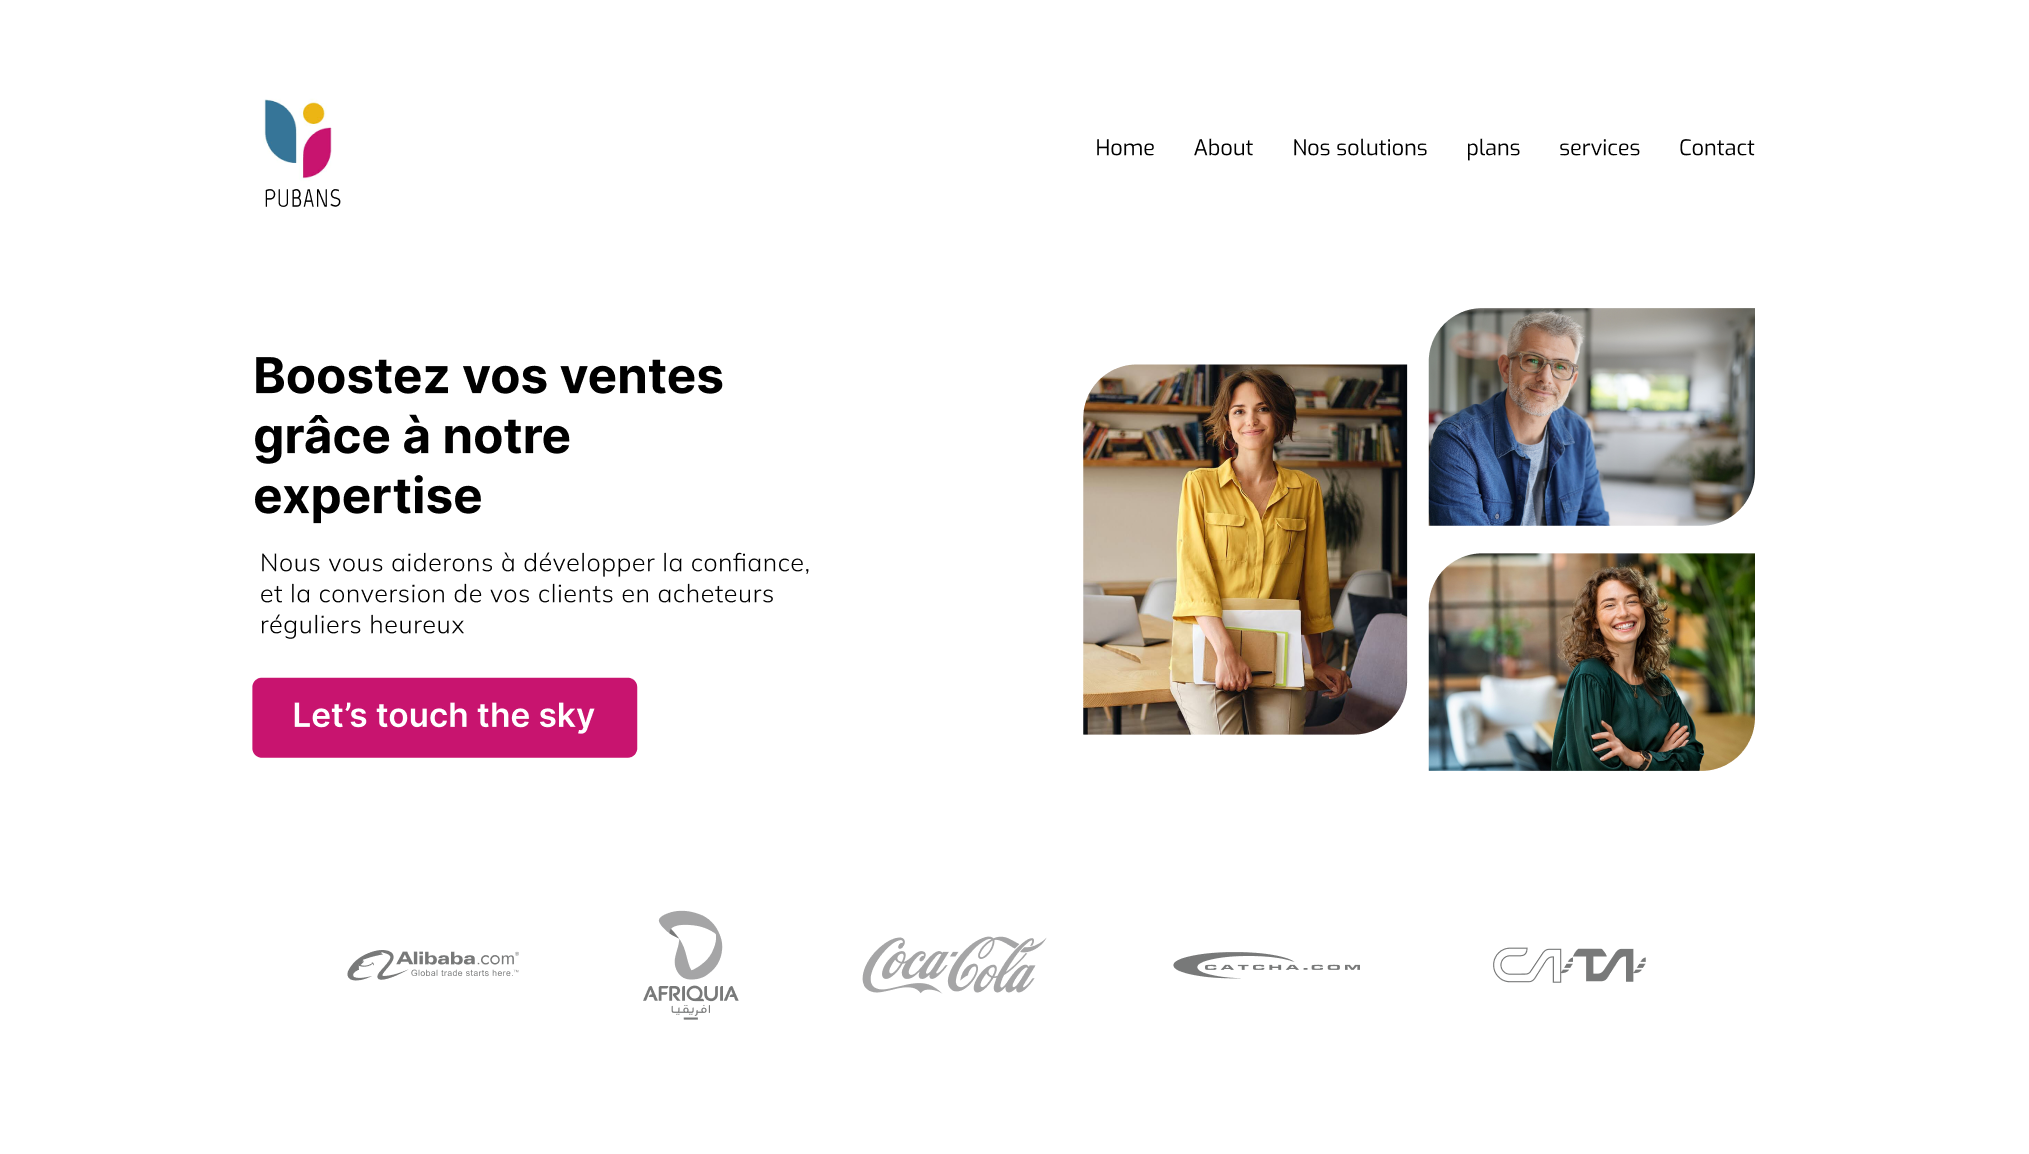 PUBANS
Home About Nos solutions plans services Contact
Boostez vos ventes
grâce à notre
expertise
Nous vous aiderons à développer la confiance,
et la conversion de vos clients en acheteurs
réguliers heureux
Let’s touch the sky
Alibaba.com®
Global trade starts here.™
AFRIQUIA
افريقيا
Coca-Cola
CATCHA.COM
CATA